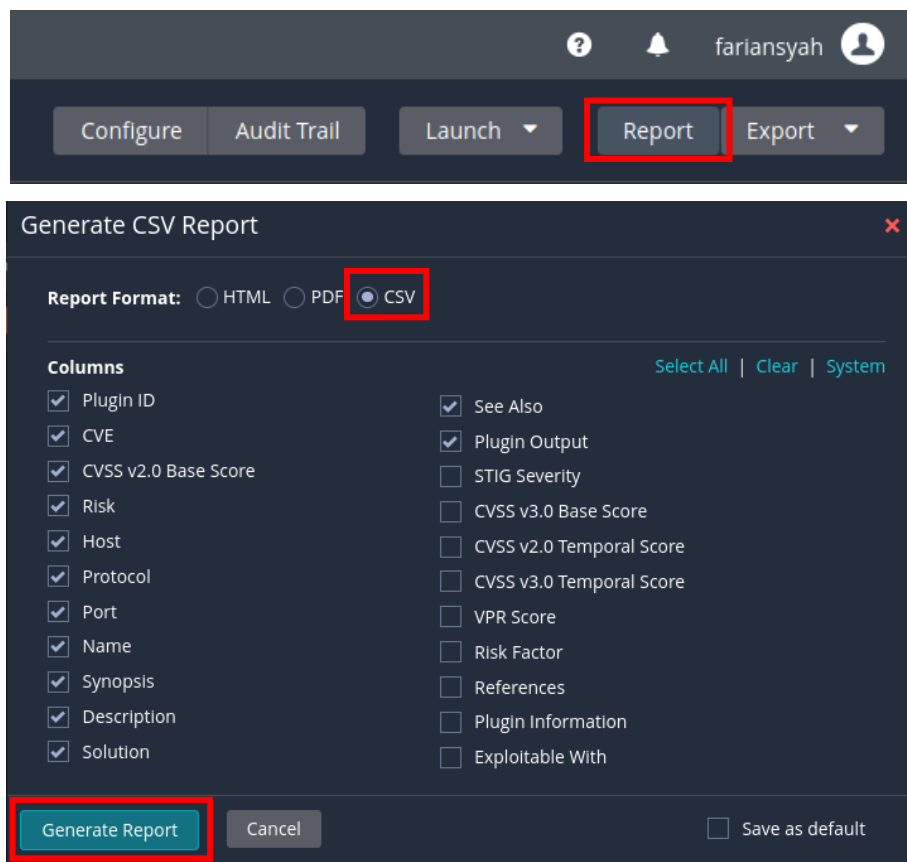 fariansyah
Configure Audit Trail Launch Report Export
Generate CSV Report
Report Format: HTML PDF CSV
Columns Select All | Clear | System
Plugin ID
CVE
CVSS v2.0 Base Score
Risk
Host
Protocol
Port
Name
Synopsis
Description
Solution
See Also
Plugin Output
STIG Severity
CVSS v3.0 Base Score
CVSS v2.0 Temporal Score
CVSS v3.0 Temporal Score
VPR Score
Risk Factor
References
Plugin Information
Exploitable With
Generate Report Cancel Save as default